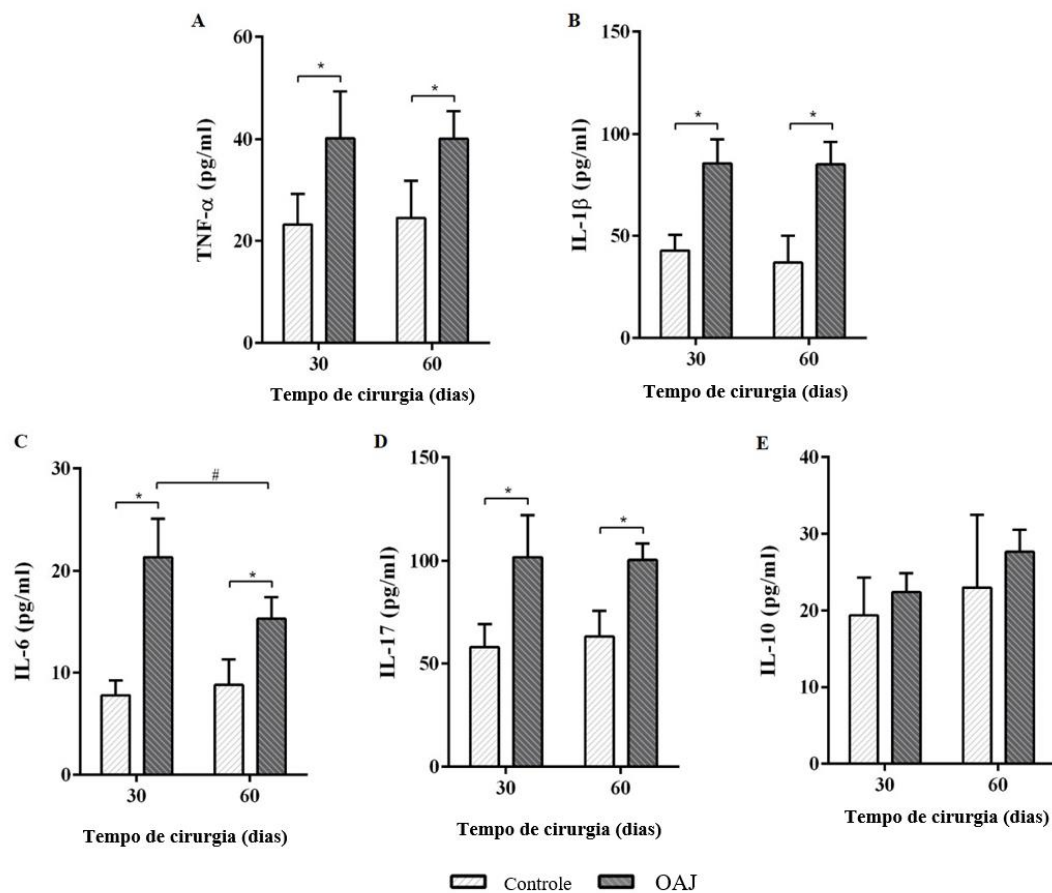 A
TNF-α (pg/ml)
60
40
20
0
*
*
30
60
Tempo de cirurgia (dias)
B
IL-1β (pg/ml)
150
100
50
0
*
*
30
60
Tempo de cirurgia (dias)
C
IL-6 (pg/ml)
30
20
10
0
*
#
*
30
60
Tempo de cirurgia (dias)
D
IL-17 (pg/ml)
150
100
50
0
*
*
30
60
Tempo de cirurgia (dias)
E
IL-10 (pg/ml)
40
30
20
10
0
30
60
Tempo de cirurgia (dias)
Controle
OAJ